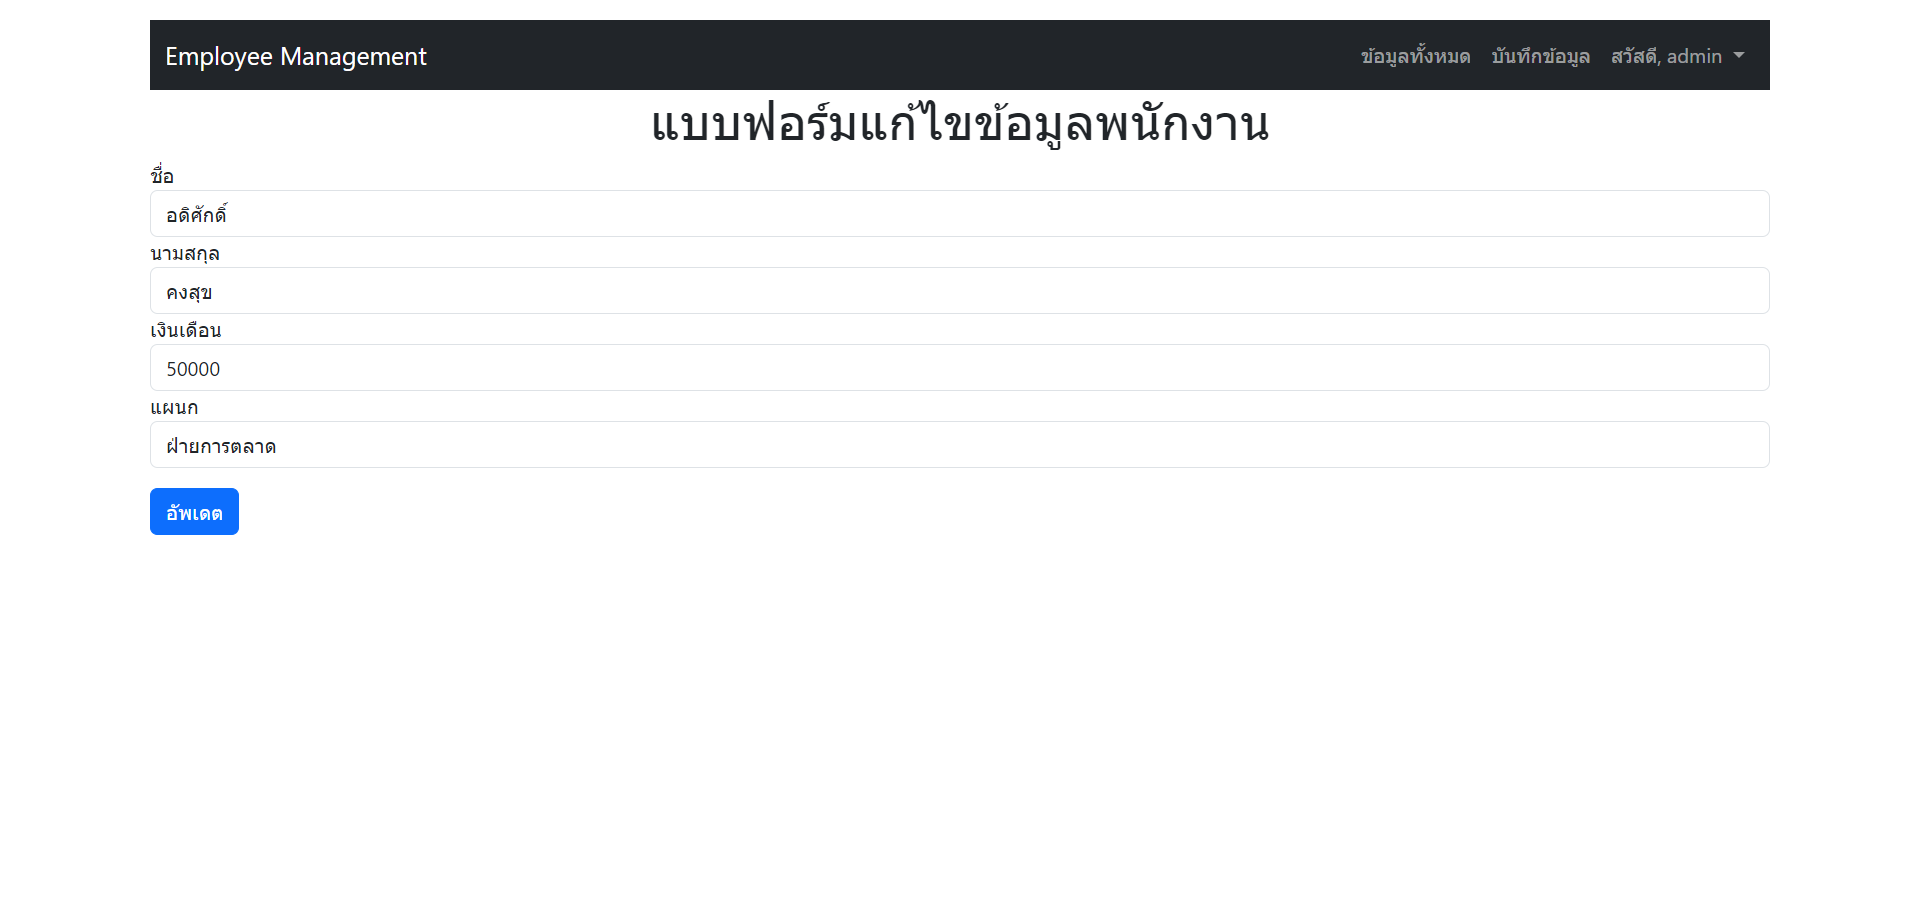 Employee Management ข้อมูลทั้งหมด บันทึกข้อมูล สวัสดี, admin
แบบฟอร์มแก้ไขข้อมูลพนักงาน
ชื่อ
อดิศักดิ์
นามสกุล
คงสุข
เงินเดือน
50000
แผนก
ฝ่ายการตลาด
อัพเดต